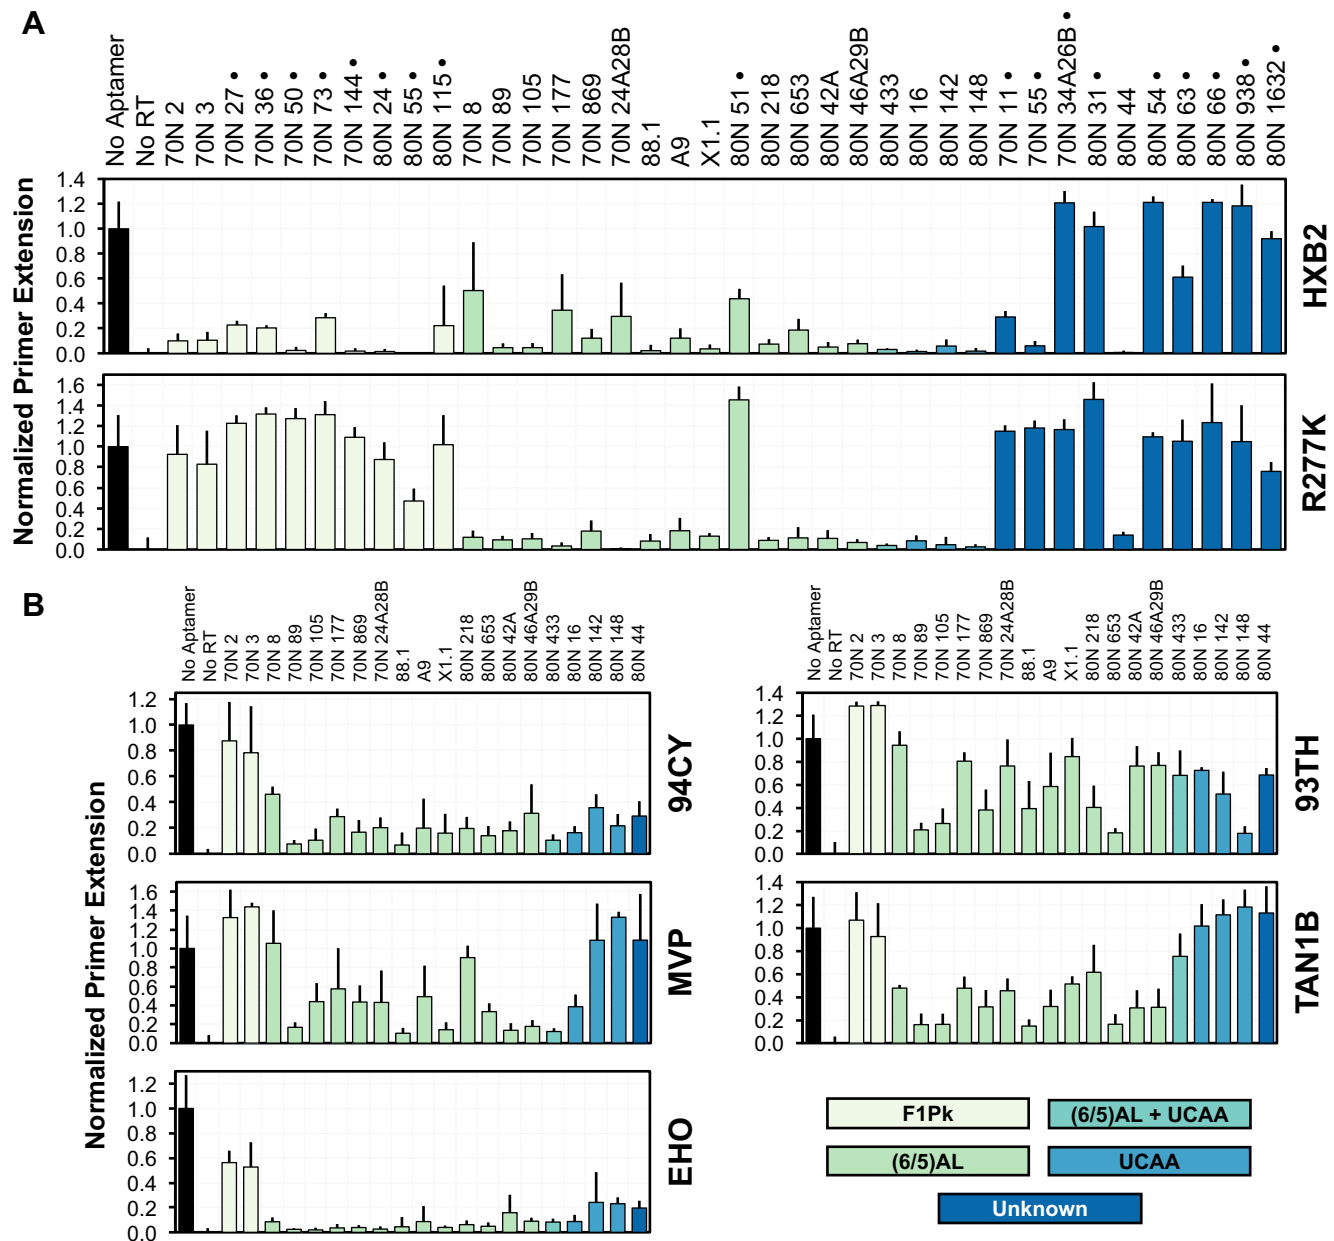 A
No Aptamer
No RT
70N 2
70N 3
70N 27 •
70N 36 •
70N 50 •
70N 73 •
70N 144 •
80N 24 •
80N 55 •
80N 115 •
70N 8
70N 89
70N 105
70N 177
70N 869
70N 24A28B
88.1
A9
X1.1
80N 51 •
80N 218
80N 653
80N 42A
80N 46A29B
80N 433
80N 16
80N 142
80N 148
70N 11 •
70N 55 •
70N 34A26B •
80N 31 •
80N 44
80N 54 •
80N 63 •
80N 66 •
80N 938 •
80N 1632 •
Normalized Primer Extension
1.4
1.2
1.0
0.8
0.6
0.4
0.2
0.0
HXB2
1.6
1.4
1.2
1.0
0.8
0.6
0.4
0.2
0.0
R277K
B
No Aptamer
No RT
70N 2
70N 3
70N 8
70N 89
70N 105
70N 177
70N 869
70N 24A28B
88.1
A9
X1.1
80N 218
80N 653
80N 42A
80N 46A29B
80N 433
80N 16
80N 142
80N 148
80N 44
Normalized Primer Extension
1.2
1.0
0.8
0.6
0.4
0.2
0.0
94CY
1.6
1.4
1.2
1.0
0.8
0.6
0.4
0.2
0.0
MVP
1.2
1.0
0.8
0.6
0.4
0.2
0.0
EHO
No Aptamer
No RT
70N 2
70N 3
70N 8
70N 89
70N 105
70N 177
70N 869
70N 24A28B
88.1
A9
X1.1
80N 218
80N 653
80N 42A
80N 46A29B
80N 433
80N 16
80N 142
80N 148
80N 44
1.4
1.2
1.0
0.8
0.6
0.4
0.2
0.0
93TH
1.4
1.2
1.0
0.8
0.6
0.4
0.2
0.0
TAN1B
F1Pk
(6/5)AL + UCAA
(6/5)AL
UCAA
Unknown